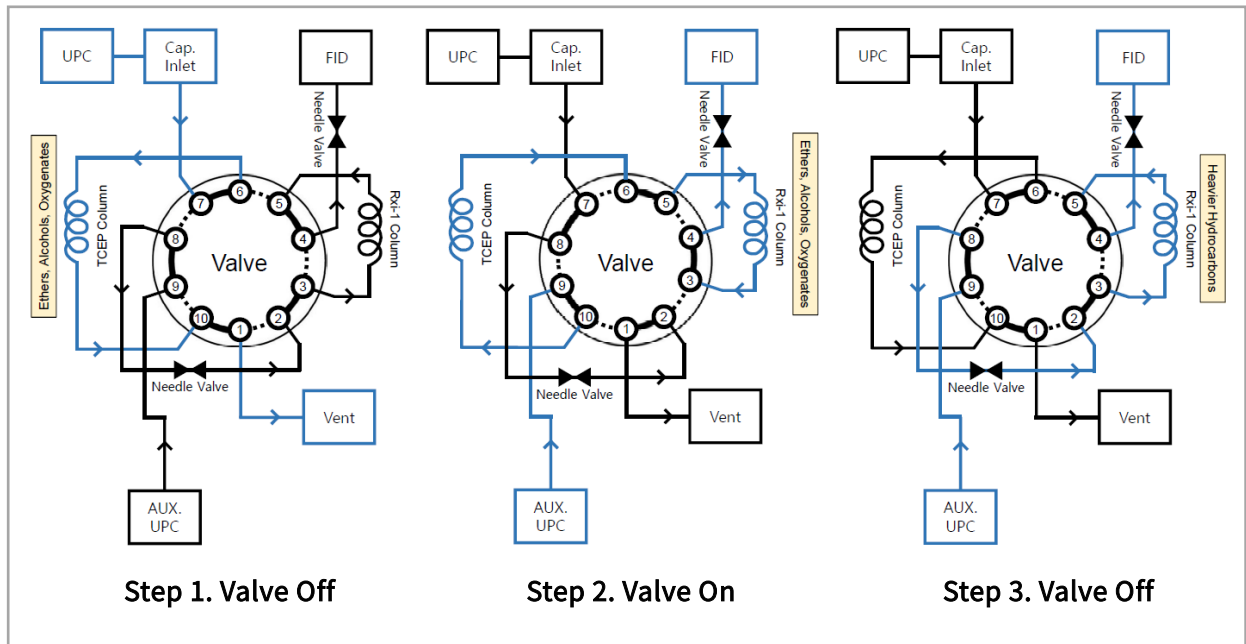 UPC
Cap.
Inlet
FID
Needle Valve
Ethers, Alcohols, Oxygenates
TCEP Column
Rxi-1 Column
Valve
1
2
3
4
5
6
7
8
9
10
Needle Valve
Vent
AUX.
UPC
Step 1. Valve Off
UPC
Cap.
Inlet
FID
Needle Valve
Ethers, Alcohols, Oxygenates
TCEP Column
Rxi-1 Column
Valve
1
2
3
4
5
6
7
8
9
10
Needle Valve
Vent
AUX.
UPC
Step 2. Valve On
UPC
Cap.
Inlet
FID
Needle Valve
Heavier Hydrocarbons
TCEP Column
Rxi-1 Column
Valve
1
2
3
4
5
6
7
8
9
10
Needle Valve
Vent
AUX.
UPC
Step 3. Valve Off